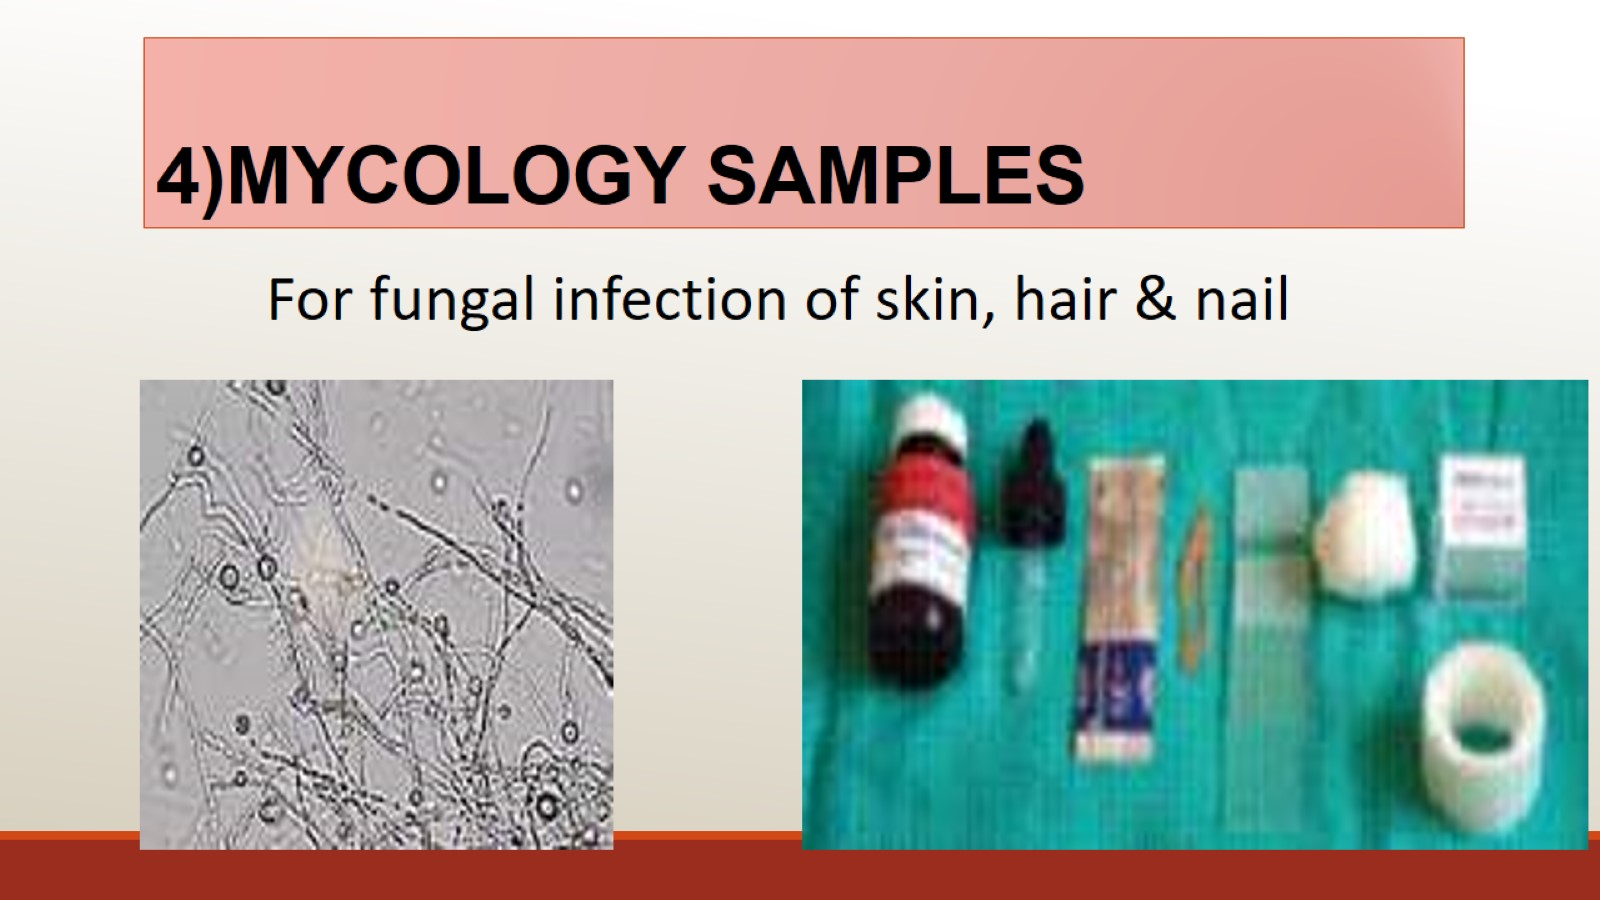 4)MYCOLOGY SAMPLES
For fungal infection of skin, hair & nail